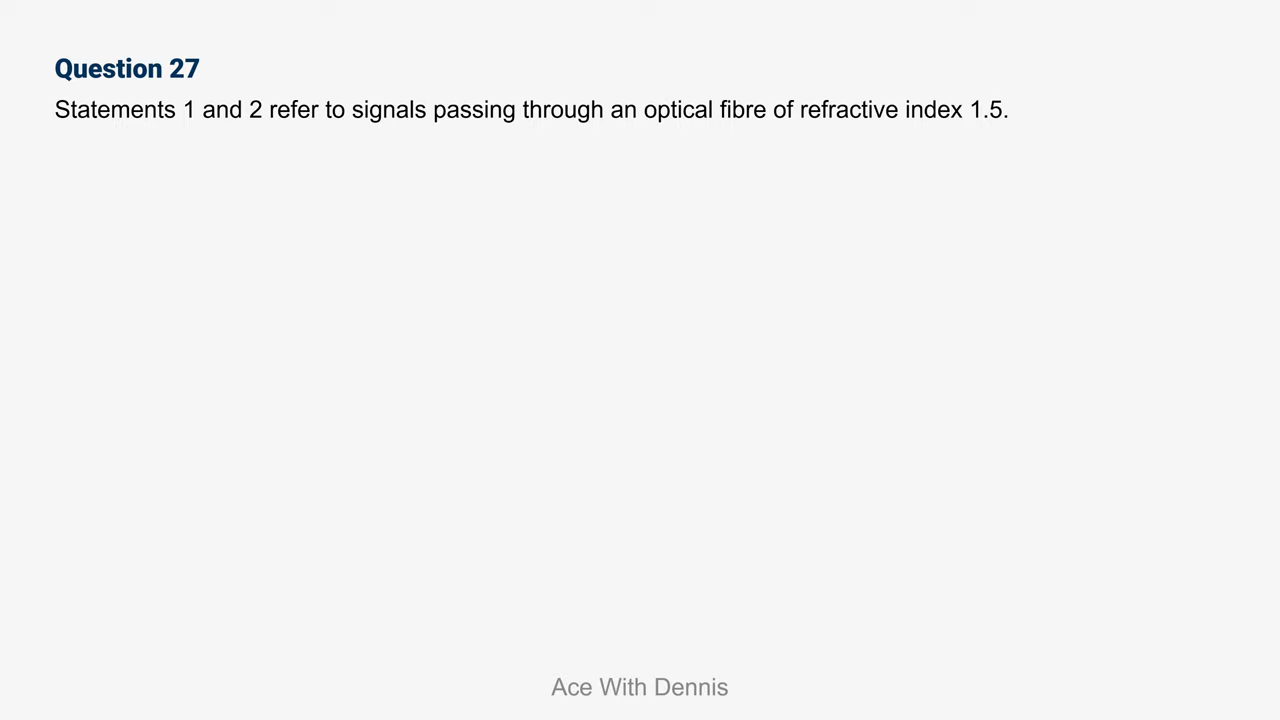 Question 27
Statements 1 and 2 refer to signals passing through an optical fibre of refractive index 1.5.
Ace With Dennis